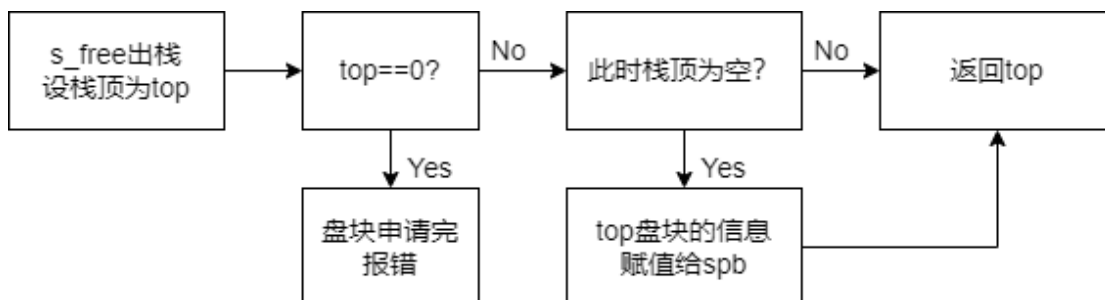 s_free出栈
设栈顶为top
top==0?
No
此时栈顶为空?
No
返回top
Yes
Yes
盘块申请完
报错
top盘块的信息
赋值给spb